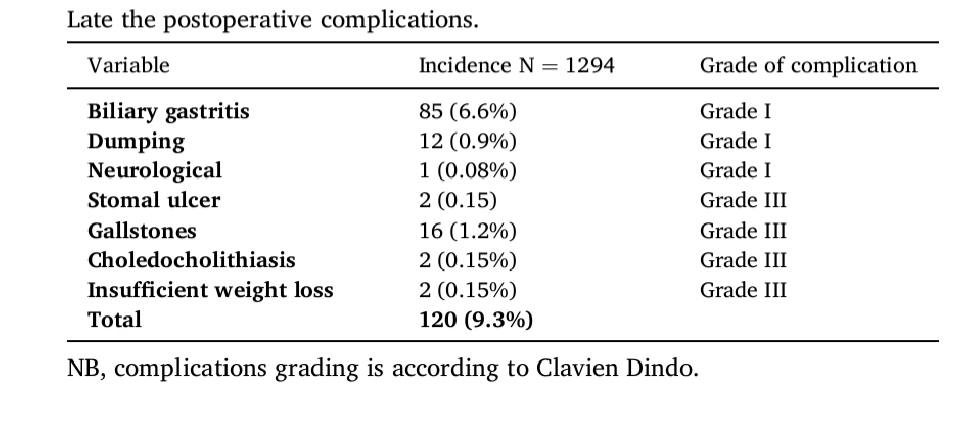 Late the postoperative complications.
Variable Incidence N = 1294 Grade of complication
Biliary gastritis 85 (6.6%) Grade I
Dumping 12 (0.9%) Grade I
Neurological 1 (0.08%) Grade I
Stomal ulcer 2 (0.15) Grade III
Gallstones 16 (1.2%) Grade III
Choledocholithiasis 2 (0.15%) Grade III
Insufficient weight loss 2 (0.15%) Grade III
Total 120 (9.3%)
NB, complications grading is according to Clavien Dindo.